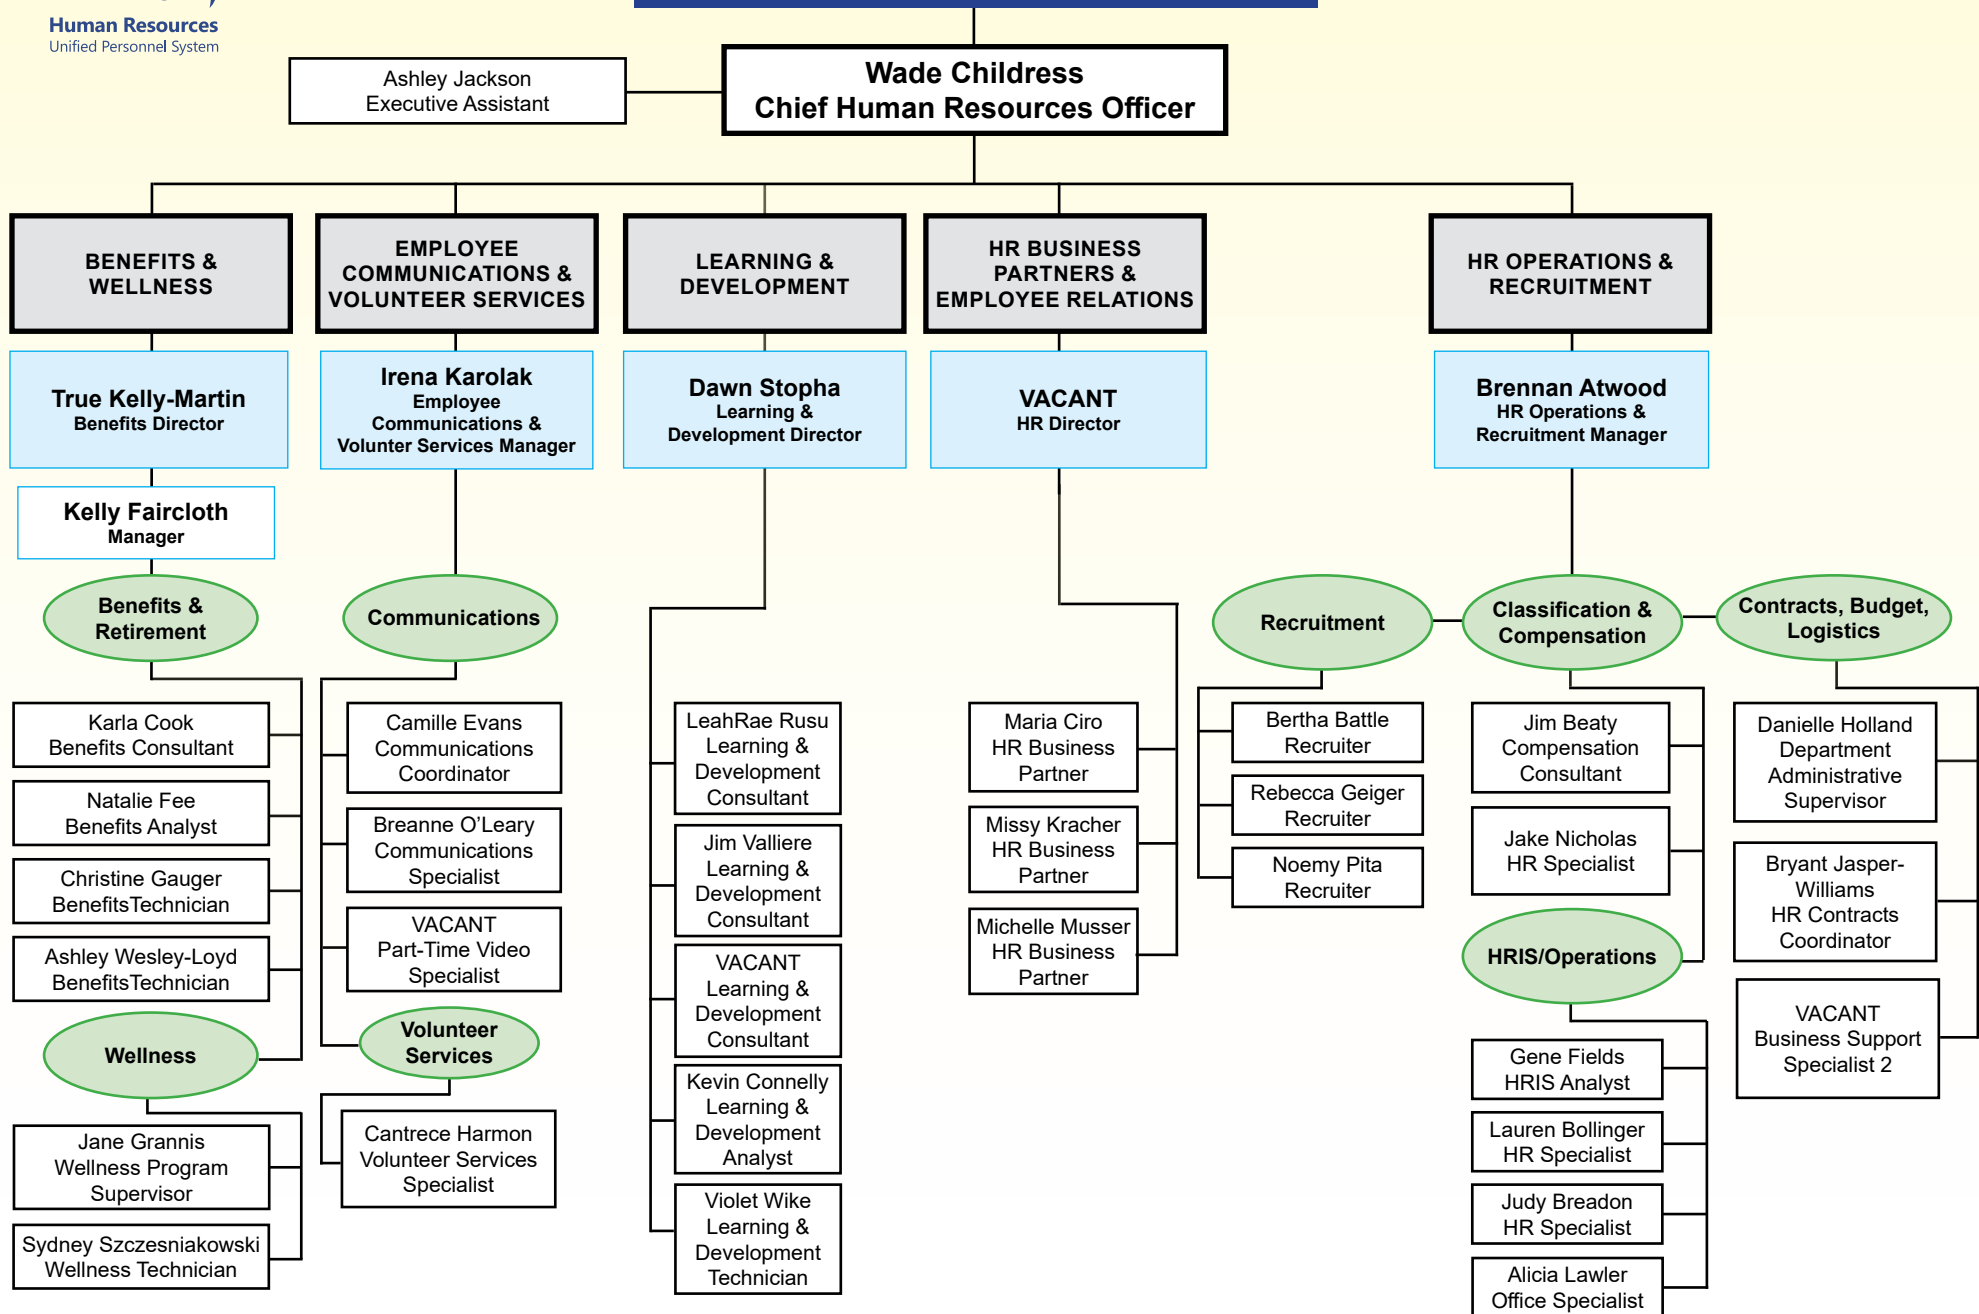 Human Resources
Unified Personnel System
Ashley Jackson
Executive Assistant
Wade Childress
Chief Human Resources Officer
BENEFITS &
WELLNESS
EMPLOYEE
COMMUNICATIONS &
VOLUNTEER SERVICES
LEARNING &
DEVELOPMENT
HR BUSINESS
PARTNERS &
EMPLOYEE RELATIONS
HR OPERATIONS &
RECRUITMENT
True Kelly-Martin
Benefits Director
Irena Karolak
Employee
Communications &
Volunter Services Manager
Dawn Stopha
Learning &
Development Director
VACANT
HR Director
Brennan Atwood
HR Operations &
Recruitment Manager
Kelly Faircloth
Manager
Benefits &
Retirement
Karla Cook
Benefits Consultant
Natalie Fee
Benefits Analyst
Christine Gauger
BenefitsTechnician
Ashley Wesley-Loyd
BenefitsTechnician
Wellness
Jane Grannis
Wellness Program
Supervisor
Sydney Szczesniakowski
Wellness Technician
Communications
Camille Evans
Communications
Coordinator
Breanne O’Leary
Communications
Specialist
VACANT
Part-Time Video
Specialist
Volunteer
Services
Cantrece Harmon
Volunteer Services
Specialist
LeahRae Rusu
Learning &
Development
Consultant
Jim Valliere
Learning &
Development
Consultant
VACANT
Learning &
Development
Consultant
Kevin Connelly
Learning &
Development
Analyst
Violet Wike
Learning &
Development
Technician
Maria Ciro
HR Business
Partner
Missy Kracher
HR Business
Partner
Michelle Musser
HR Business
Partner
Recruitment
Bertha Battle
Recruiter
Rebecca Geiger
Recruiter
Noemy Pita
Recruiter
Classification &
Compensation
Jim Beaty
Compensation
Consultant
Jake Nicholas
HR Specialist
HRIS/Operations
Gene Fields
HRIS Analyst
Lauren Bollinger
HR Specialist
Judy Breadon
HR Specialist
Alicia Lawler
Office Specialist
Contracts, Budget,
Logistics
Danielle Holland
Department
Administrative
Supervisor
Bryant Jasper-
Williams
HR Contracts
Coordinator
VACANT
Business Support
Specialist 2